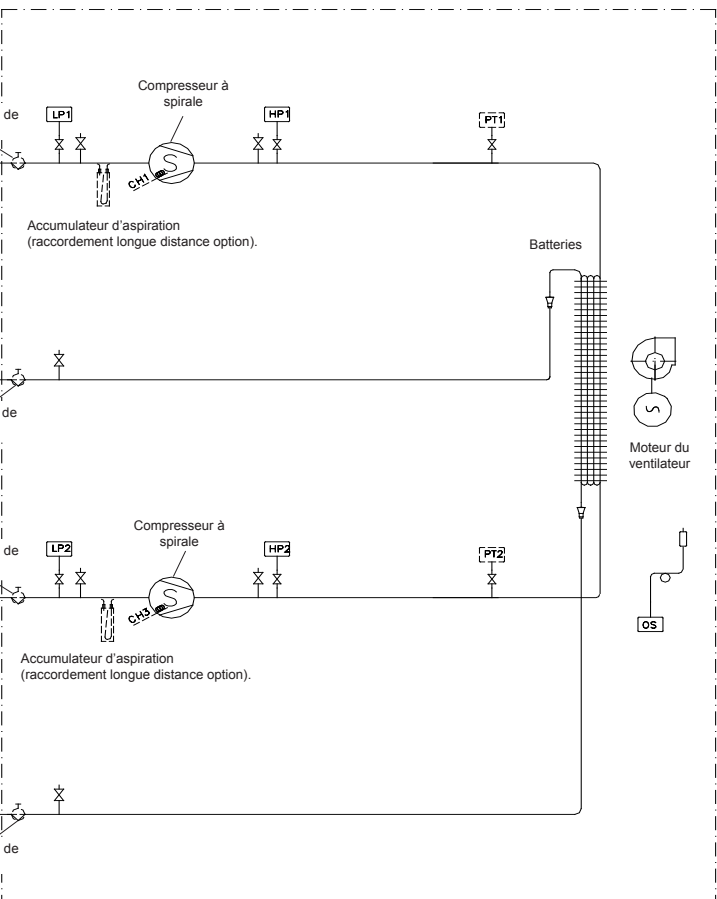 Compresseur à
spirale
de
LP1
HP1
PT1
CH1
Accumulateur d'aspiration
(raccordement longue distance option).
Batteries
de
Moteur du
ventilateur
Compresseur à
spirale
de
LP2
HP2
PT2
CH3
OS
Accumulateur d'aspiration
(raccordement longue distance option).
de